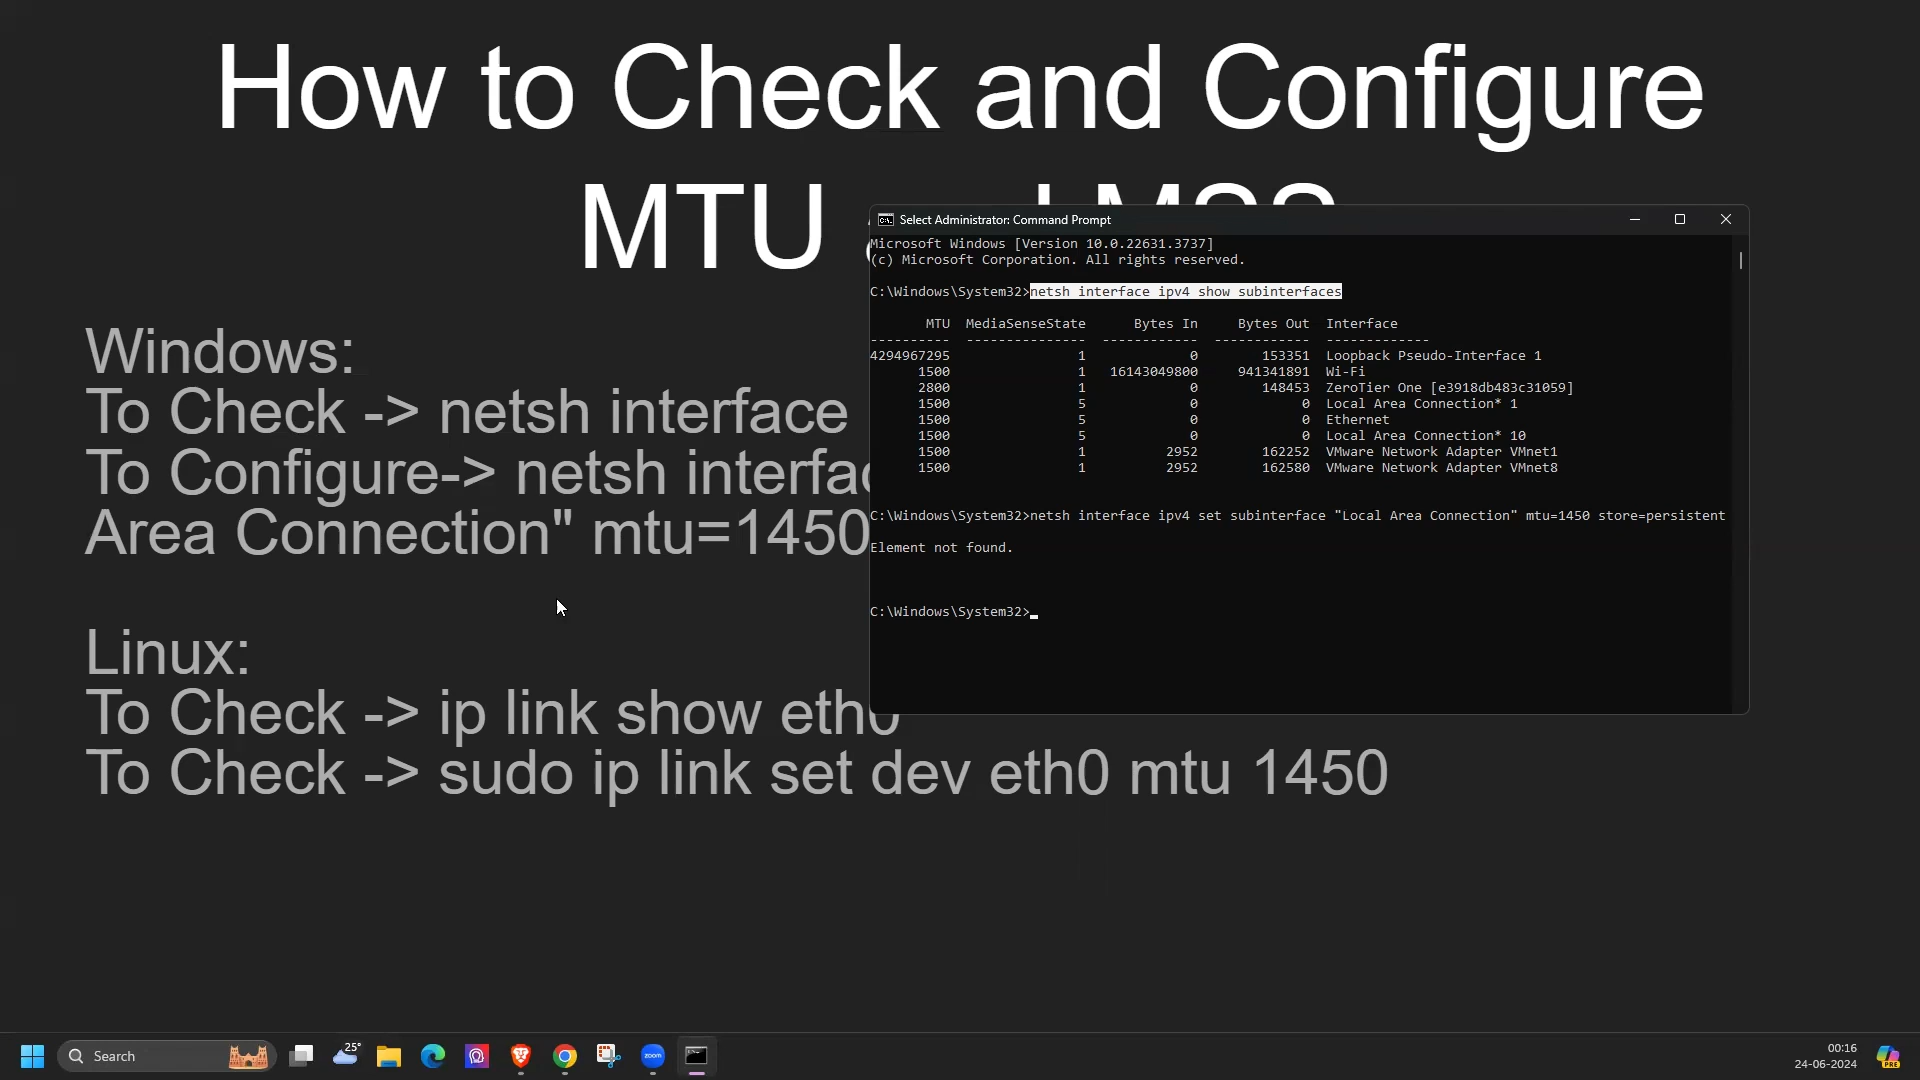 How to Check and Configure
MTU
Windows:
To Check -> netsh interface
To Configure-> netsh interfac
Area Connection" mtu=1450
Linux:
To Check -> ip link show eth0
To Check -> sudo ip link set dev eth0 mtu 1450
Select Administrator: Command Prompt
Microsoft Windows [Version 10.0.22631.3737]
(c) Microsoft Corporation. All rights reserved.
C:\Windows\System32>netsh interface ipv4 show subinterfaces
MTU MediaSenseState Bytes In Bytes Out Interface
---------- --------------- ------------ ------------ -------------
4294967295 1 0 153351 Loopback Pseudo-Interface 1
1500 1 16143049800 941341891 Wi-Fi
2800 1 0 148453 ZeroTier One [e3918db483c31059]
1500 5 0 0 Local Area Connection* 1
1500 5 0 0 Ethernet
1500 5 0 0 Local Area Connection* 10
1500 1 2952 162252 VMware Network Adapter VMnet1
1500 1 2952 162580 VMware Network Adapter VMnet8
C:\Windows\System32>netsh interface ipv4 set subinterface "Local Area Connection" mtu=1450 store=persistent
Element not found.
C:\Windows\System32>
Search
25°
zoom
00:16
24-06-2024
PRE